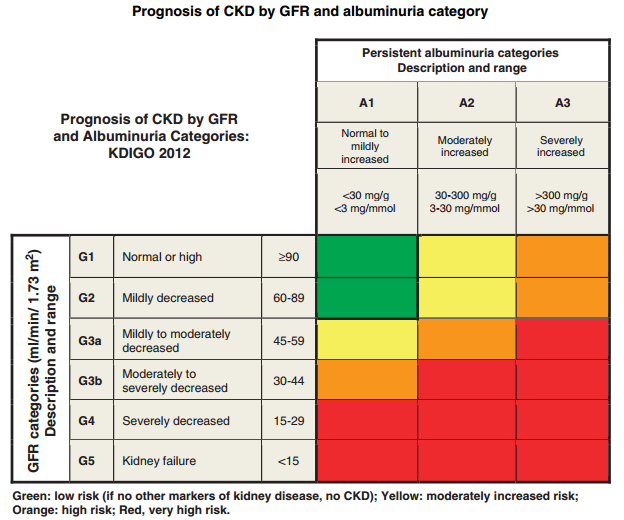 Prognosis of CKD by GFR and albuminuria category
Persistent albuminuria categories
Description and range
Prognosis of CKD by GFR
and Albuminuria Categories:
KDIGO 2012
A1
A2
A3
Normal to
mildly
increased
Moderately
increased
Severely
increased
<30 mg/g
<3 mg/mmol
30-300 mg/g
3-30 mg/mmol
>300 mg/g
>30 mg/mmol
GFR categories (ml/min/ 1.73 m²)
Description and range
G1
Normal or high
≥90
G2
Mildly decreased
60-89
G3a
Mildly to moderately
decreased
45-59
G3b
Moderately to
severely decreased
30-44
G4
Severely decreased
15-29
G5
Kidney failure
<15
Green: low risk (if no other markers of kidney disease, no CKD); Yellow: moderately increased risk;
Orange: high risk; Red, very high risk.